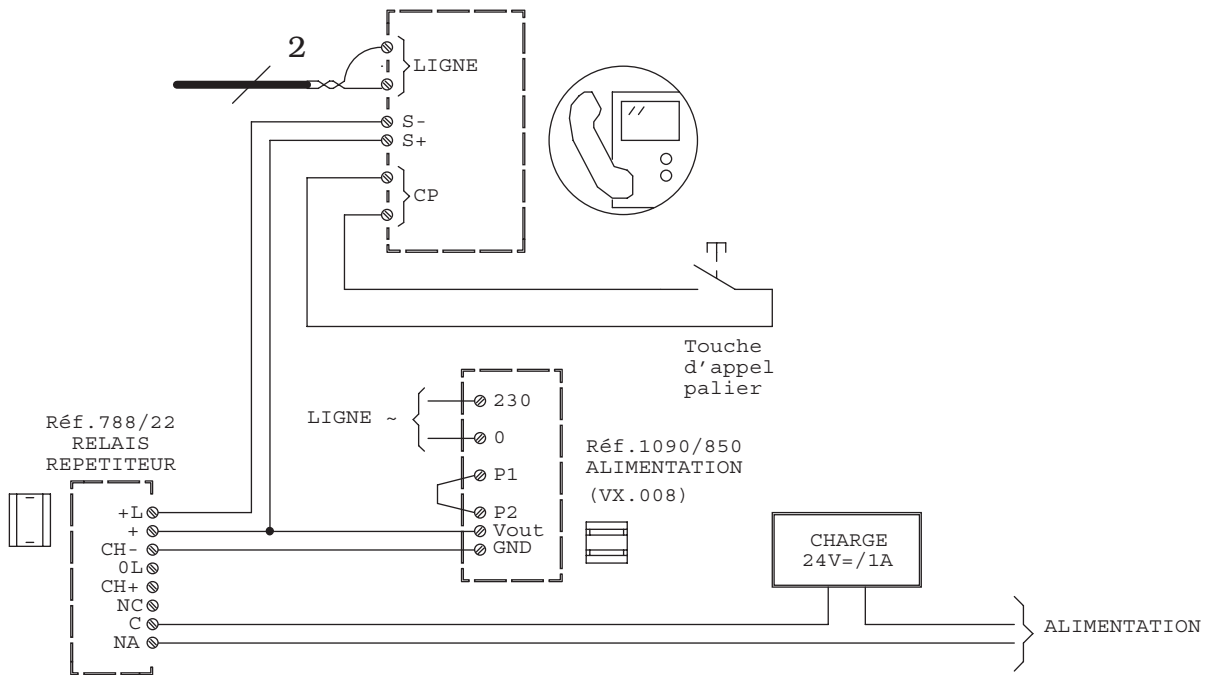 2
LIGNE
S-
S+
CP
Touche
d'appel
palier
LIGNE ~
230
0
P1
P2
Vout
GND
Réf.1090/850
ALIMENTATION
(VX.008)
Réf.788/22
RELAIS
REPETITEUR
+L
+
CH-
0L
CH+
NC
C
NA
CHARGE
24V=/1A
ALIMENTATION